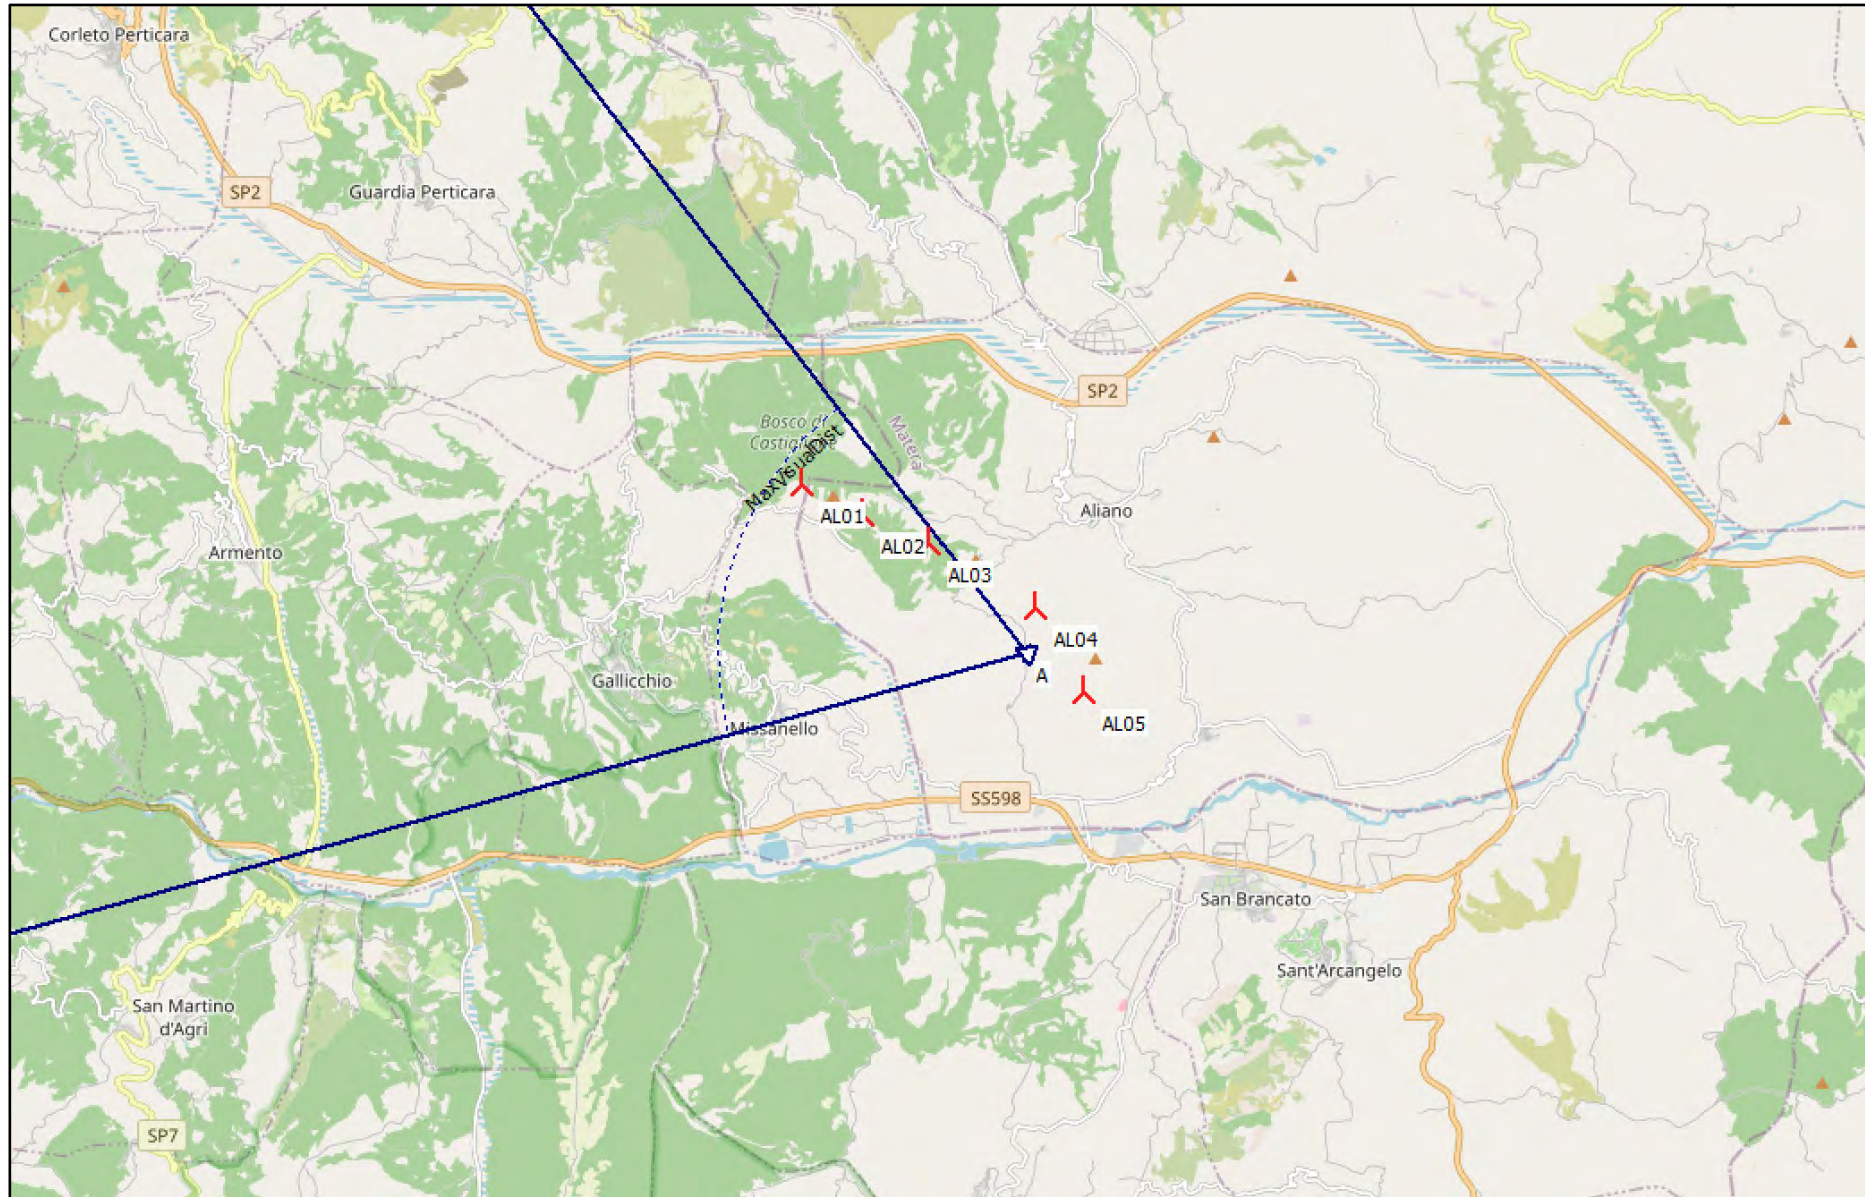 Corleto Perticara
SP2
Guardia Perticara
SP2
Bosco di
Matera
MaxVisualDist
AL01
Aliano
AL02
Armento
AL03
AL04
A
Gallicchio
AL05
Missanello
SS598
San Brancato
Sant'Arcangelo
San Martino
d'Agri
SP7